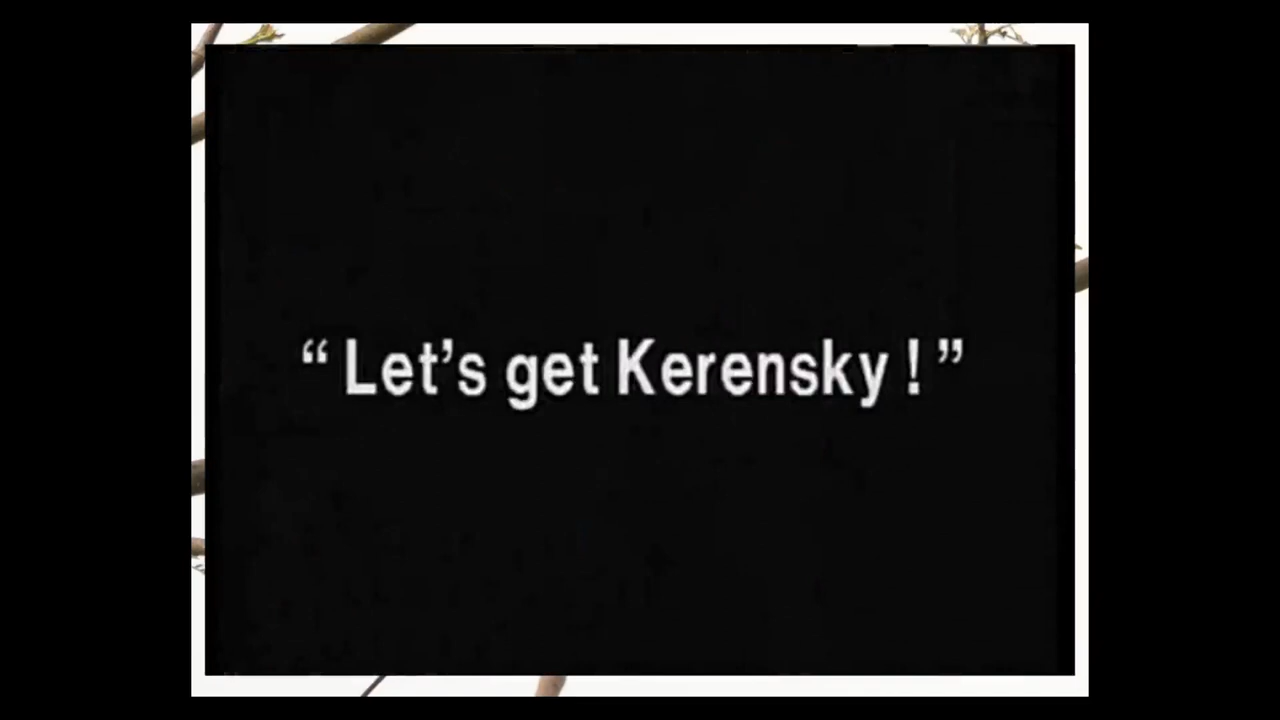 “ Let’s get Kerensky ! ”